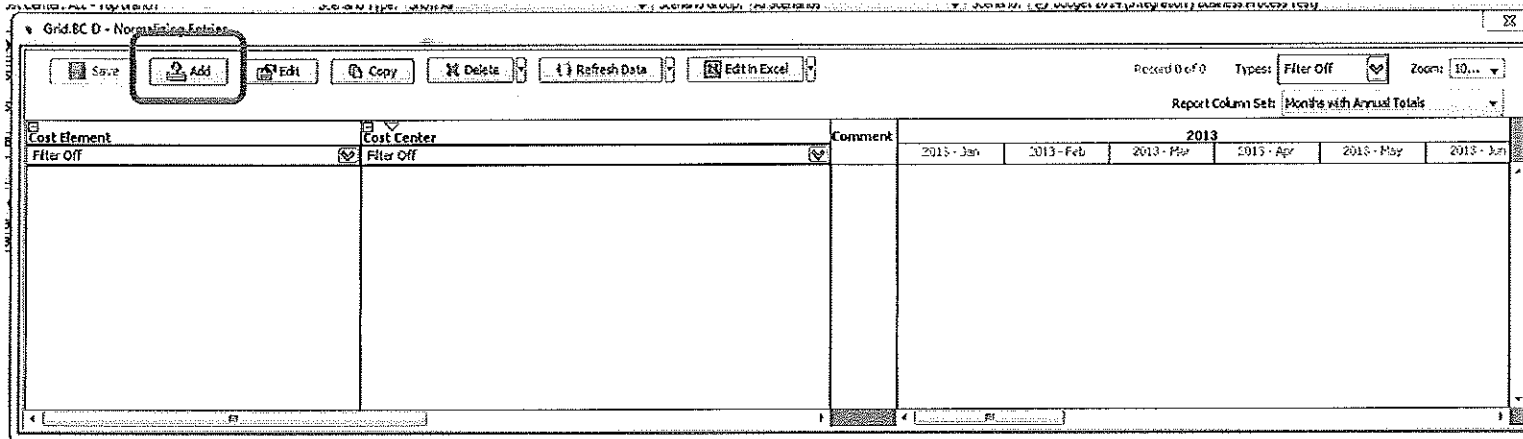 Grid.BC D - Normalizing Entries
Save Add Edit Copy Delete Refresh Data Edit in Excel Record 0 of 0 Types: Filter Off Zoom: 10...
Report Column Set: Months with Annual Totals
Cost Element Cost Center Comment 2013
Filter Off Filter Off 2013 - Jan 2013 - Feb 2013 - Mar 2013 - Apr 2013 - May 2013 - Jun